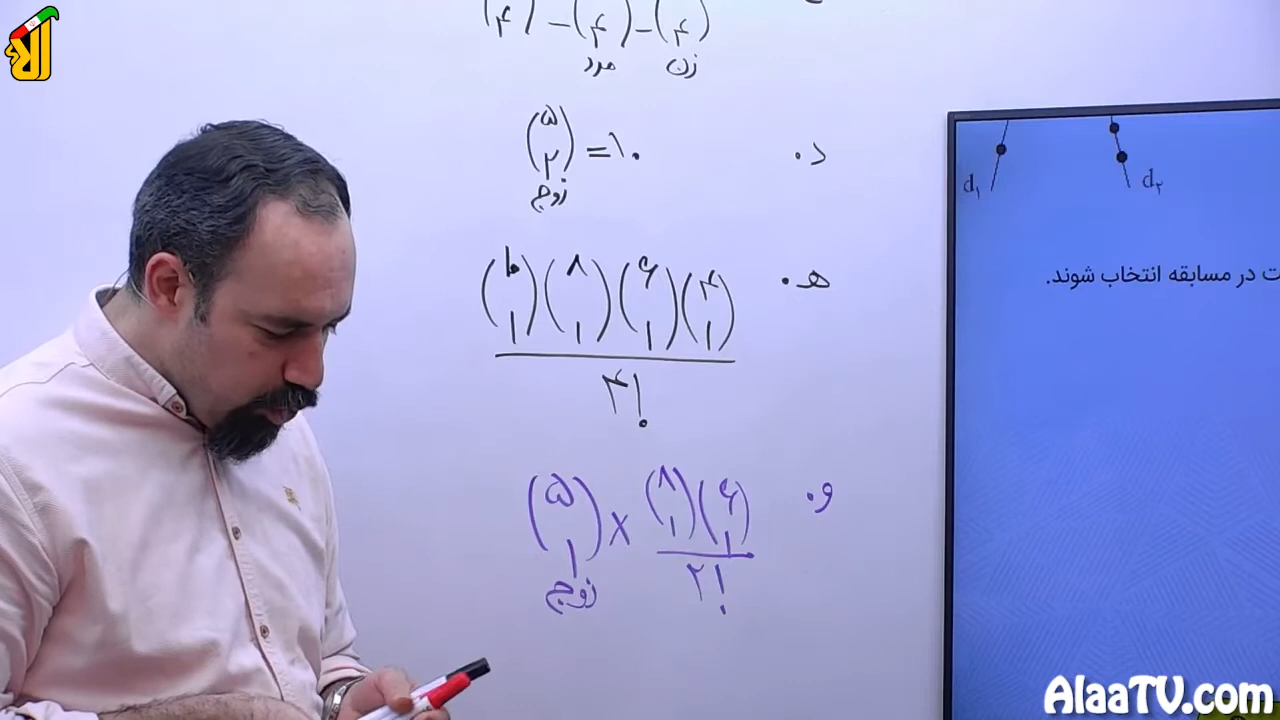 (۴) − (۴) − (۴)
مرد زن
د. (۵ ۲) = ۱۰
زوج
ه. (۱۰ ۱)(۸ ۱)(۶ ۱)(۴ ۱)
۴!
و. (۵ ۱) × (۸ ۱)(۶ ۱)
۲!
زوج
d۱ d۲
ت در مسابقه انتخاب شوند.
الا
AlaaTV.com